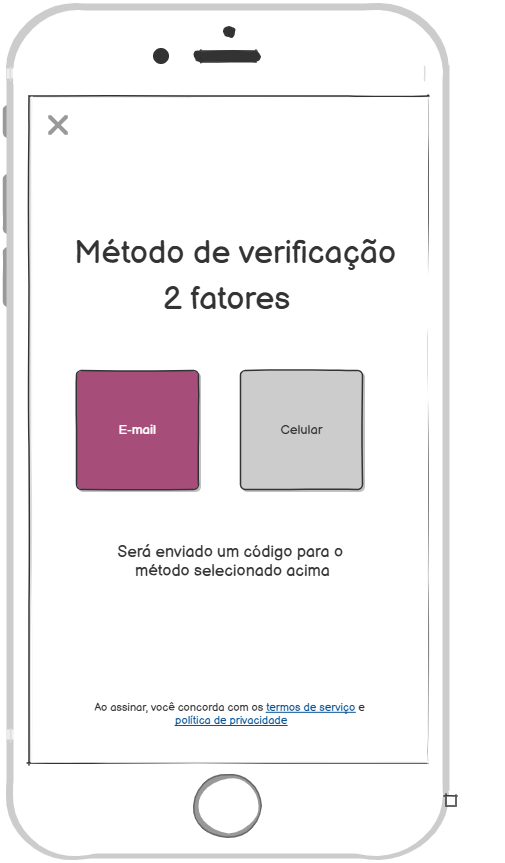 Método de verificação
2 fatores
E-mail
Celular
Será enviado um código para o
método selecionado acima
Ao assinar, você concorda com os termos de serviço e
política de privacidade